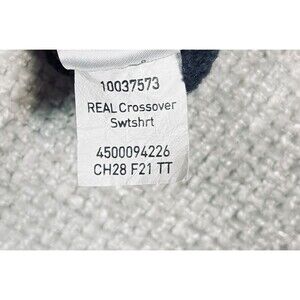 10037573
REAL Crossover
Swtshrt
4500094226
CH28 F21 TT